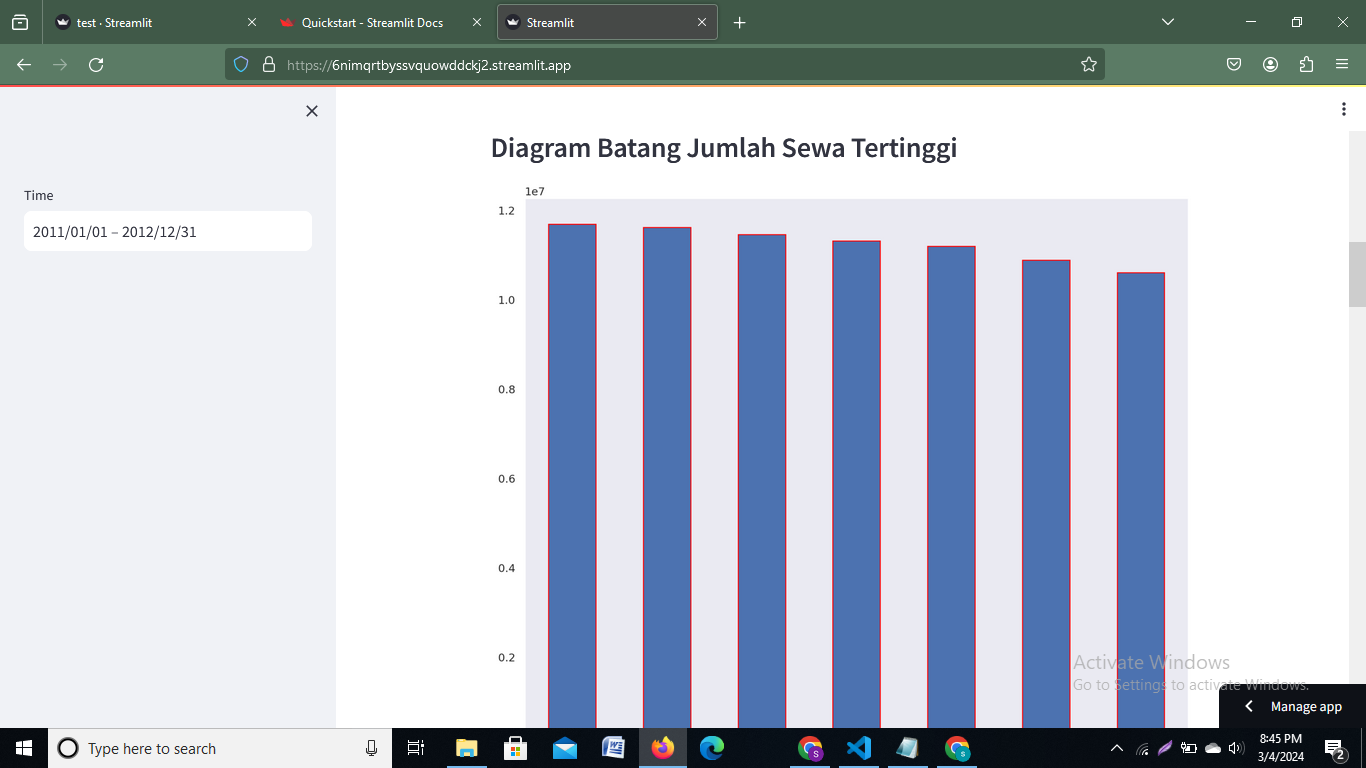 test · Streamlit
Quickstart - Streamlit Docs
Streamlit
https://6nimqrtbyssvquowddckj2.streamlit.app
Time
2011/01/01 – 2012/12/31
Diagram Batang Jumlah Sewa Tertinggi
1e7
1.2
1.0
0.8
0.6
0.4
0.2
Activate Windows
Go to Settings to activate Windows.
Manage app
Type here to search
W
S
S
8:45 PM
3/4/2024
2